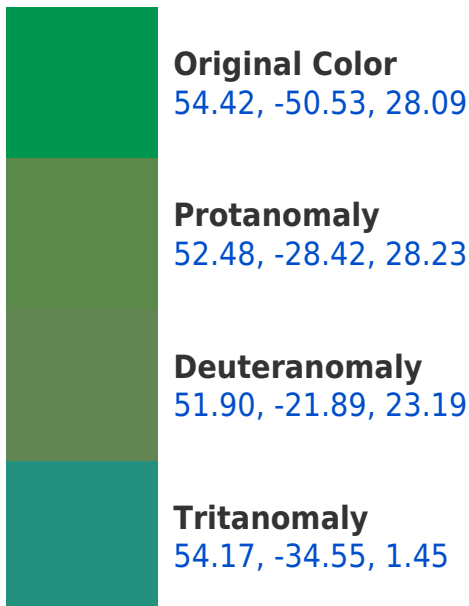 Original Color
54.42, -50.53, 28.09
Protanomaly
52.48, -28.42, 28.23
Deuteranomaly
51.90, -21.89, 23.19
Tritanomaly
54.17, -34.55, 1.45